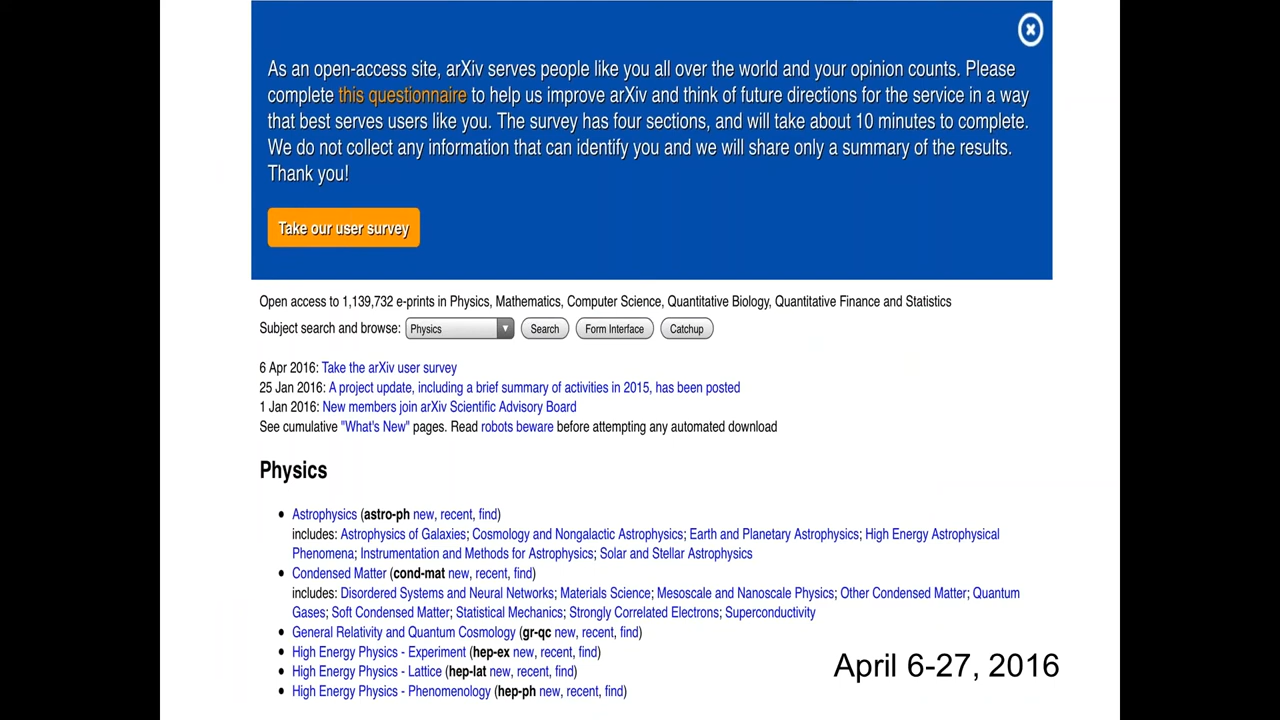 As an open-access site, arXiv serves people like you all over the world and your opinion counts. Please
complete this questionnaire to help us improve arXiv and think of future directions for the service in a way
that best serves users like you. The survey has four sections, and will take about 10 minutes to complete.
We do not collect any information that can identify you and we will share only a summary of the results.
Thank you!
Take our user survey
Open access to 1,139,732 e-prints in Physics, Mathematics, Computer Science, Quantitative Biology, Quantitative Finance and Statistics
Subject search and browse: Physics Search Form Interface Catchup
6 Apr 2016: Take the arXiv user survey
25 Jan 2016: A project update, including a brief summary of activities in 2015, has been posted
1 Jan 2016: New members join arXiv Scientific Advisory Board
See cumulative "What's New" pages. Read robots beware before attempting any automated download
Physics
• Astrophysics (astro-ph new, recent, find)
includes: Astrophysics of Galaxies; Cosmology and Nongalactic Astrophysics; Earth and Planetary Astrophysics; High Energy Astrophysical
Phenomena; Instrumentation and Methods for Astrophysics; Solar and Stellar Astrophysics
• Condensed Matter (cond-mat new, recent, find)
includes: Disordered Systems and Neural Networks; Materials Science; Mesoscale and Nanoscale Physics; Other Condensed Matter; Quantum
Gases; Soft Condensed Matter; Statistical Mechanics; Strongly Correlated Electrons; Superconductivity
• General Relativity and Quantum Cosmology (gr-qc new, recent, find)
• High Energy Physics - Experiment (hep-ex new, recent, find)
• High Energy Physics - Lattice (hep-lat new, recent, find)
• High Energy Physics - Phenomenology (hep-ph new, recent, find)
April 6-27, 2016